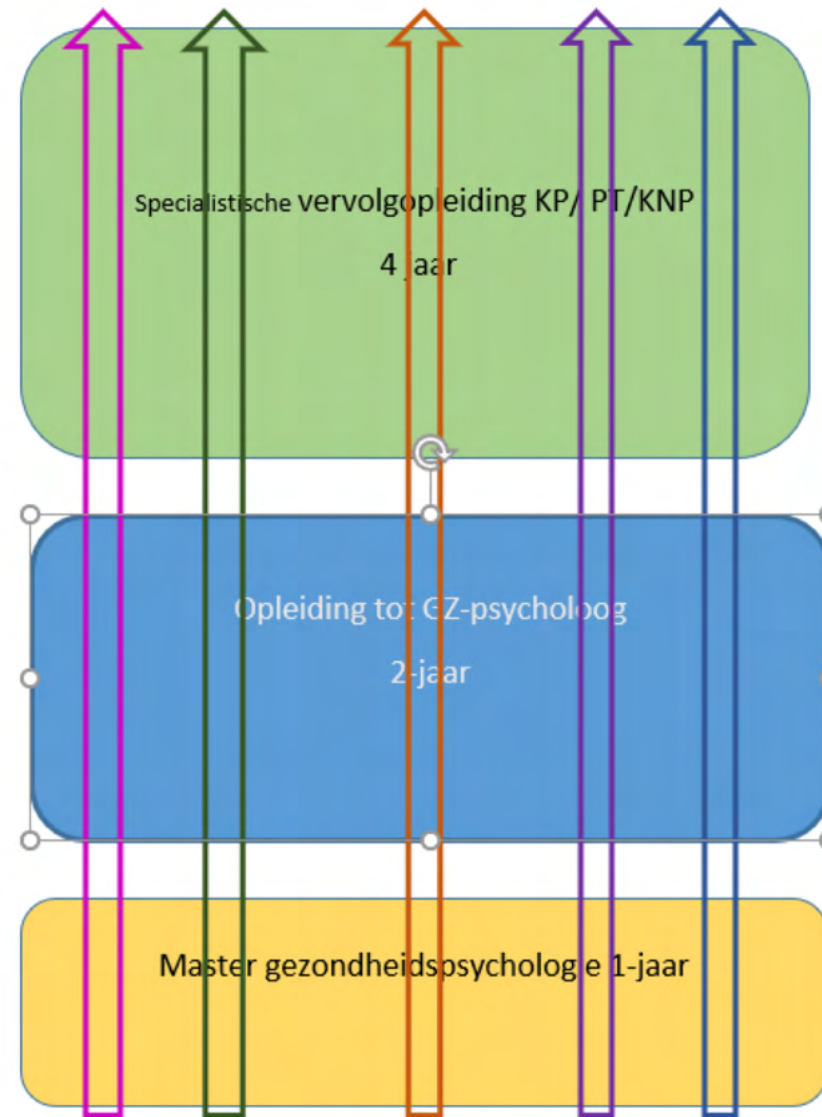 Specialistische vervolgopleiding KP/ PT/KNP
4 jaar
Opleiding tot GZ-psycholoog
2-jaar
Master gezondheidspsychologie 1-jaar